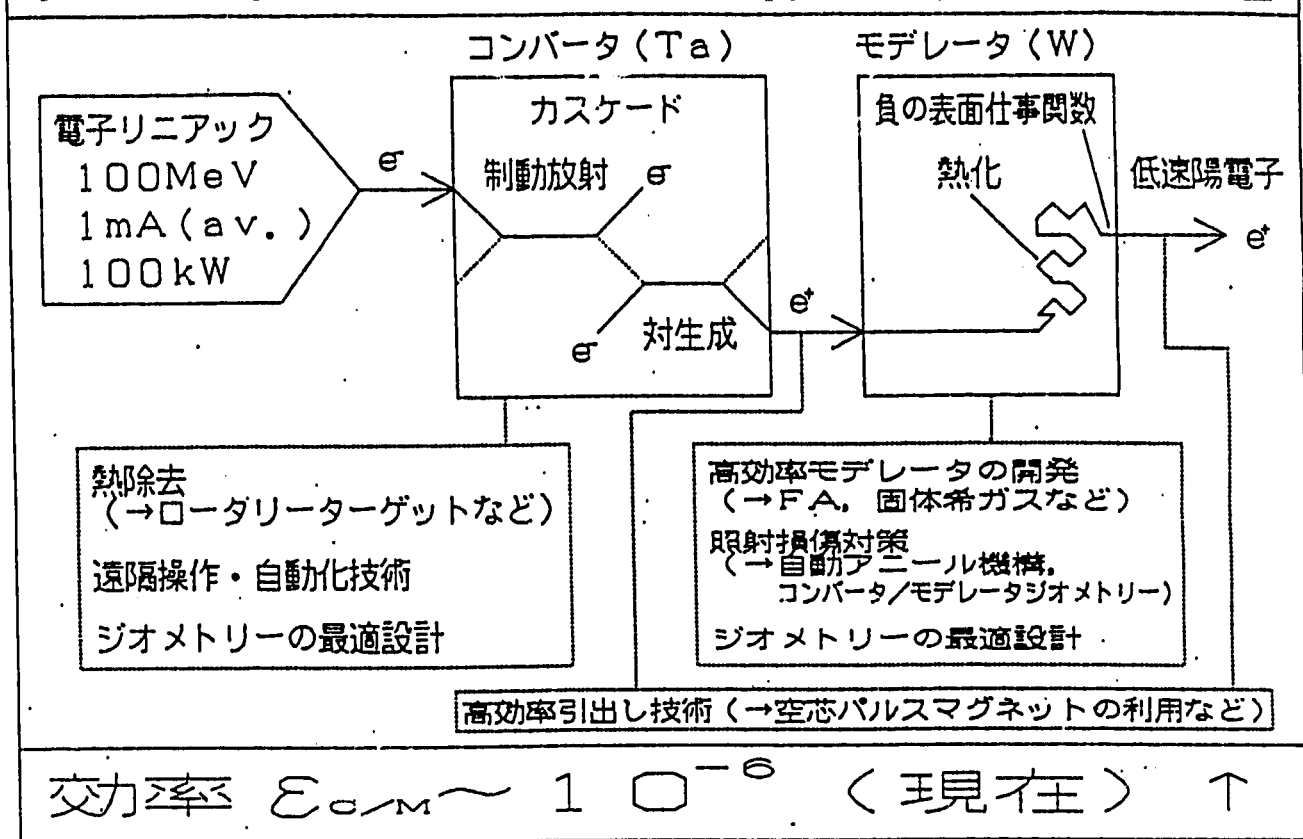 コンバータ(Ta)
モデレータ(W)
電子リニアック
100MeV
1mA(av.)
100kW
e⁻
カスケード
制動放射
e⁻
e⁻
対生成
e⁺
負の表面仕事関数
熱化
低速陽電子
e⁺
熱除去
(→ロータリーターゲットなど)
遠隔操作・自動化技術
ジオメトリーの最適設計
高効率モデレータの開発
(→FA,固体希ガスなど)
照射損傷対策
(→自動アニール機構,
コンバータ/モデレータジオメトリー)
ジオメトリーの最適設計
高効率引出し技術(→空芯パルスマグネットの利用など)
効率 εC/M~10⁻⁶ (現在) ↑